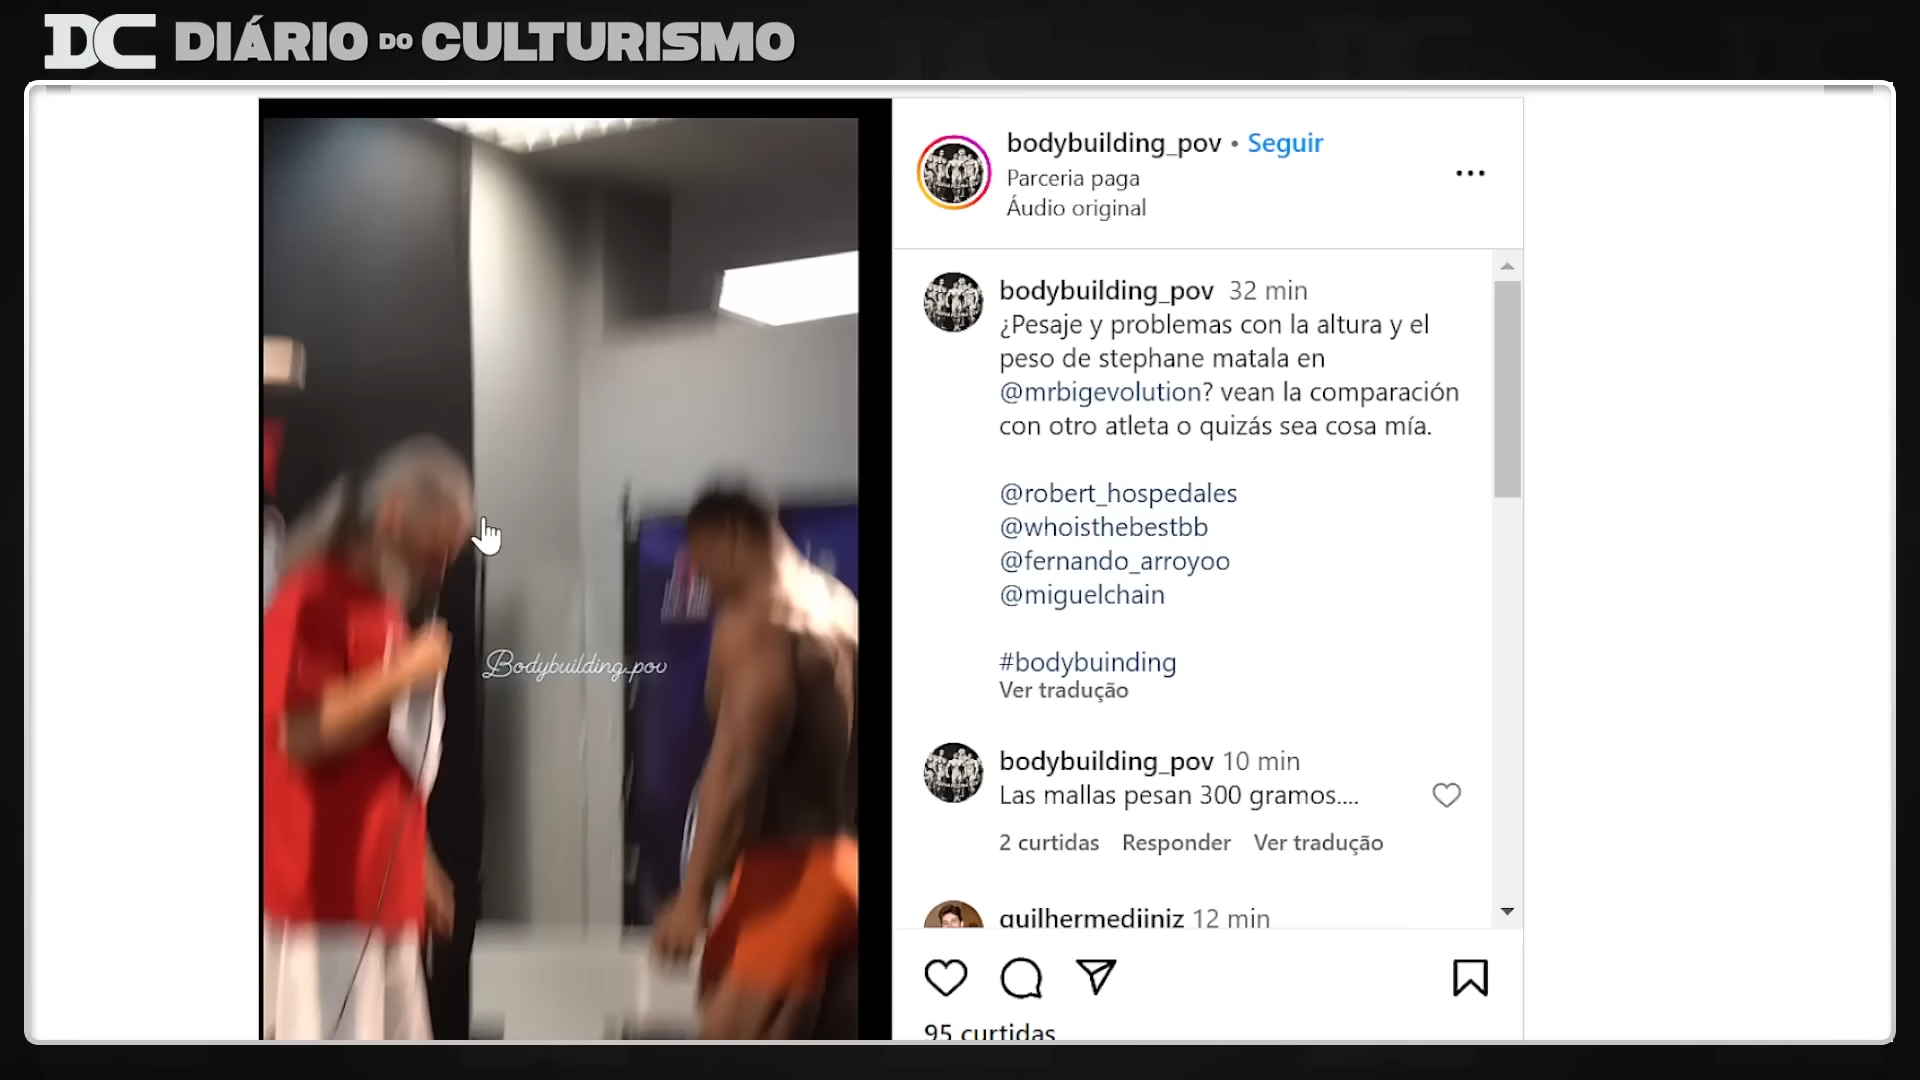 DC DIÁRIO DO CULTURISMO
bodybuilding_pov • Seguir
Parceria paga
Áudio original
bodybuilding_pov 32 min
¿Pesaje y problemas con la altura y el
peso de stephane matala en
@mrbigevolution? vean la comparación
con otro atleta o quizás sea cosa mía.
@robert_hospedales
@whoisthebestbb
@fernando_arroyoo
@miguelchain
#bodybuinding
Ver tradução
Bodybuilding_pov
bodybuilding_pov 10 min
Las mallas pesan 300 gramos....
2 curtidas Responder Ver tradução
guilhermediiniz 12 min
95 curtidas